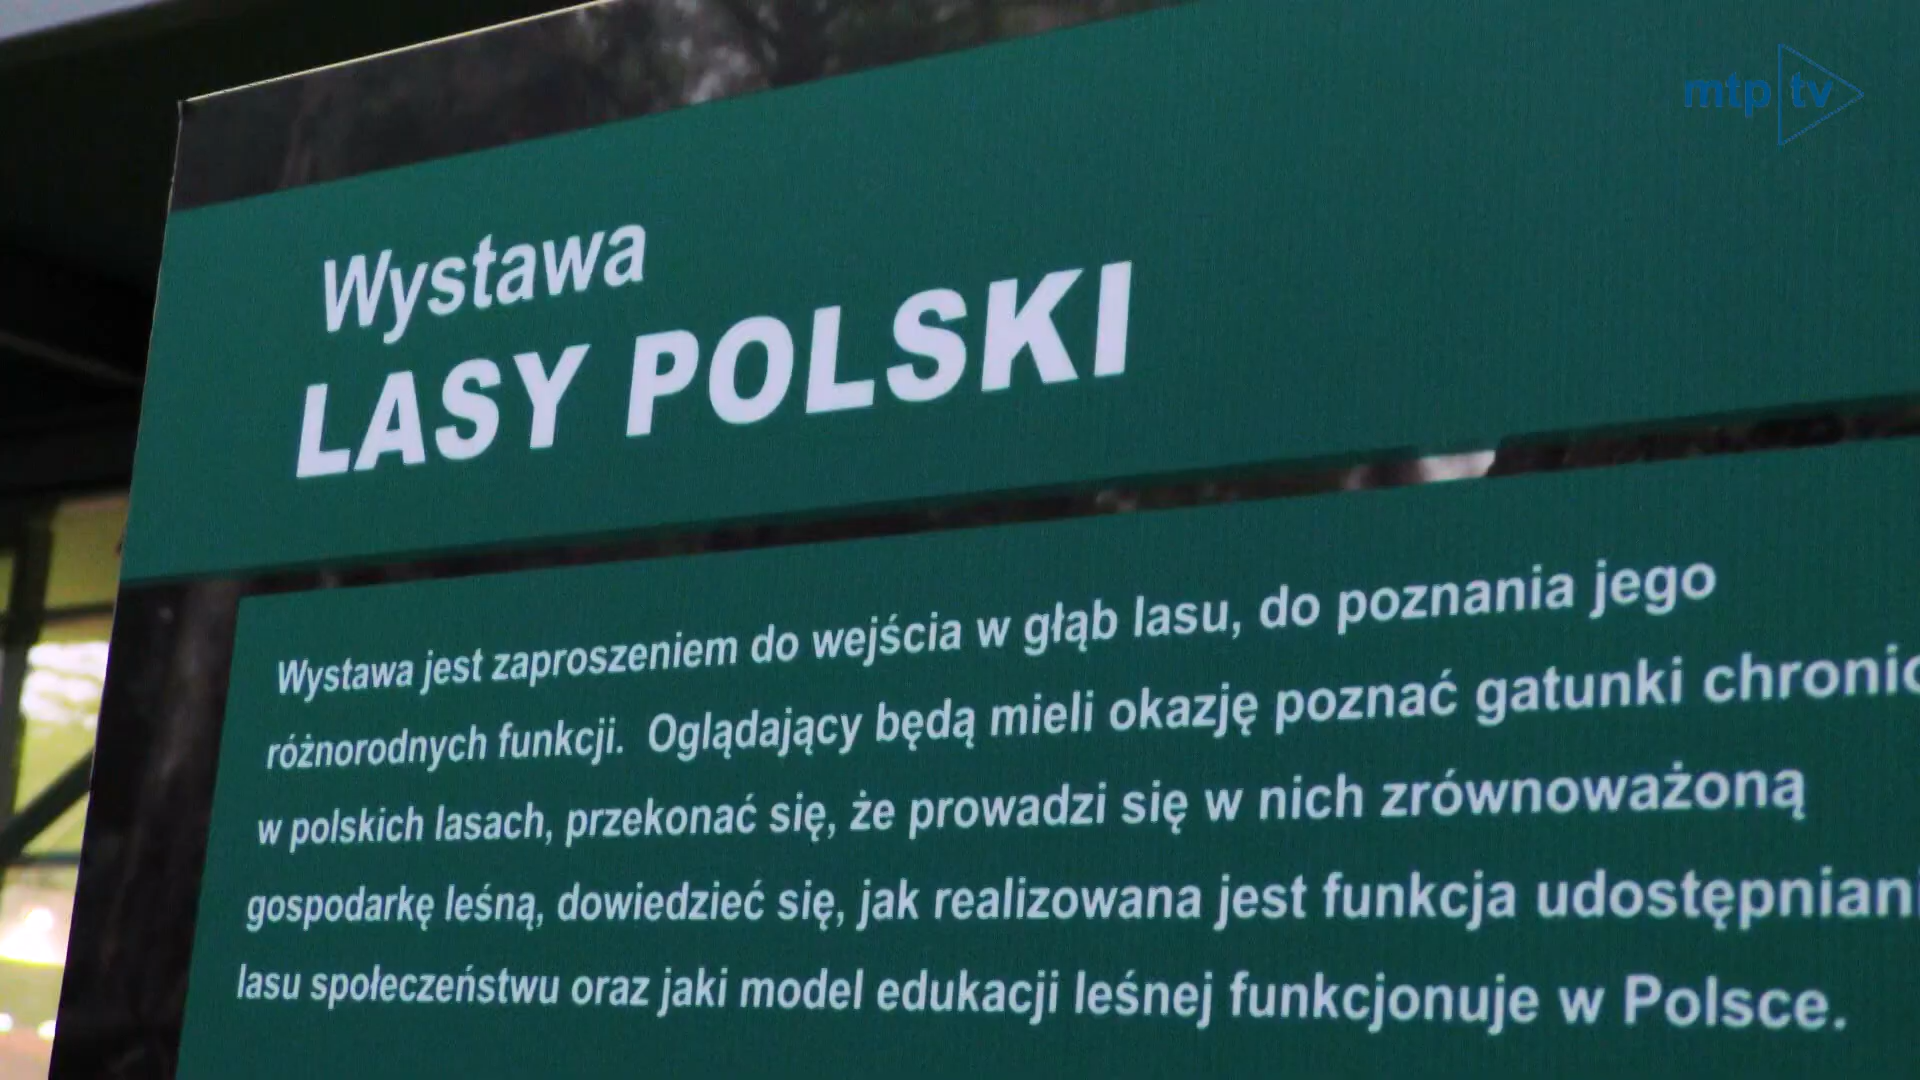 mtp tv
Wystawa
LASY POLSKI
Wystawa jest zaproszeniem do wejścia w głąb lasu, do poznania jego
różnorodnych funkcji. Oglądający będą mieli okazję poznać gatunki
w polskich lasach, przekonać się, że prowadzi się w nich zrównoważoną
gospodarkę leśną, dowiedzieć się, jak realizowana jest funkcja
lasu społeczeństwu oraz jaki model edukacji leśnej funkcjonuje w Polsce.